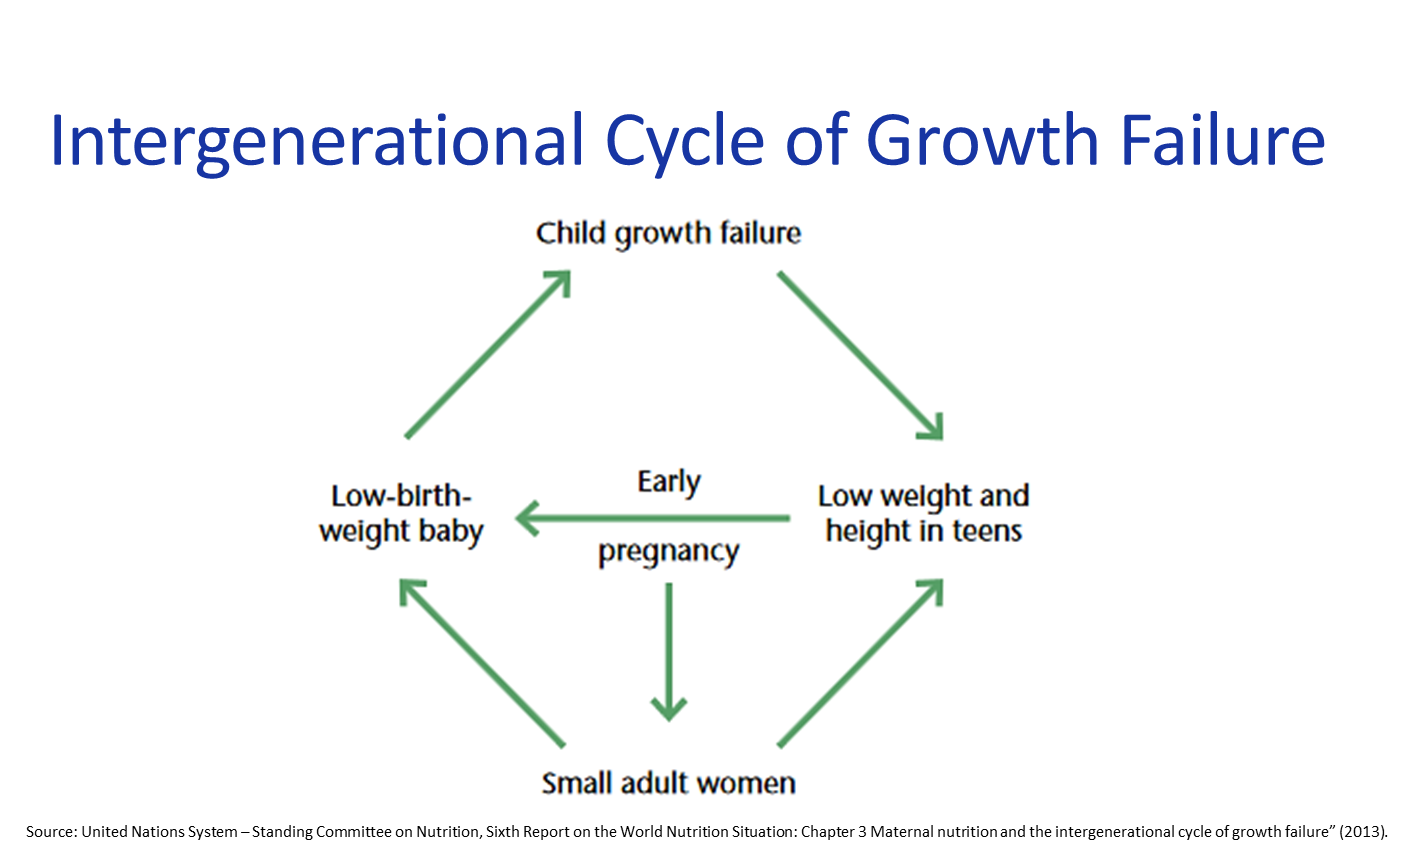 Intergenerational Cycle of Growth Failure
Child growth failure
Early
Low-birth-
weight baby
Low weight and
height in teens
pregnancy
Small adult women
Source: United Nations System – Standing Committee on Nutrition, Sixth Report on the World Nutrition Situation: Chapter 3 Maternal nutrition and the intergenerational cycle of growth failure” (2013).